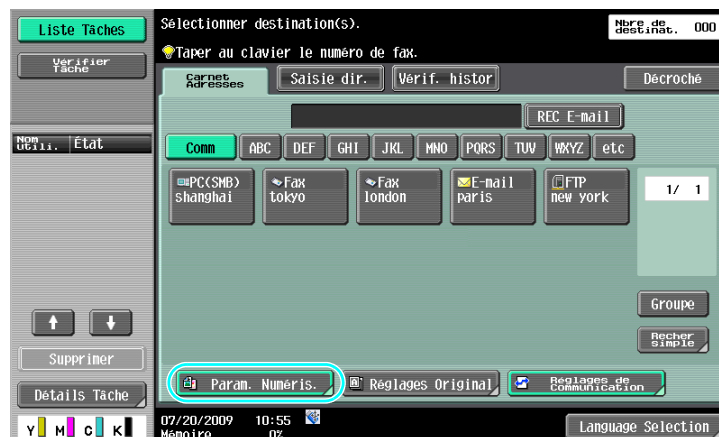 Liste Tâches
Vérifier
Tâche
Nom
Utili.
État
Supprimer
Détails Tâche
Y M C K
Sélectionner destination(s).
Taper au clavier le numéro de fax.
Nbre de
destinat. 000
Carnet
Adresses
Saisie dir.
Vérif. histor
Décroché
REC E-mail
Comm ABC DEF GHI JKL MNO PQRS TUV WXYZ etc
PC(SMB)
shanghai
Fax
tokyo
Fax
london
E-mail
paris
FTP
new york
1/ 1
Groupe
Recher
simple
Param. Numéris.
Réglages Original
Réglages de
Communication
07/20/2009 10:55
Mémoire 0%
Language Selection